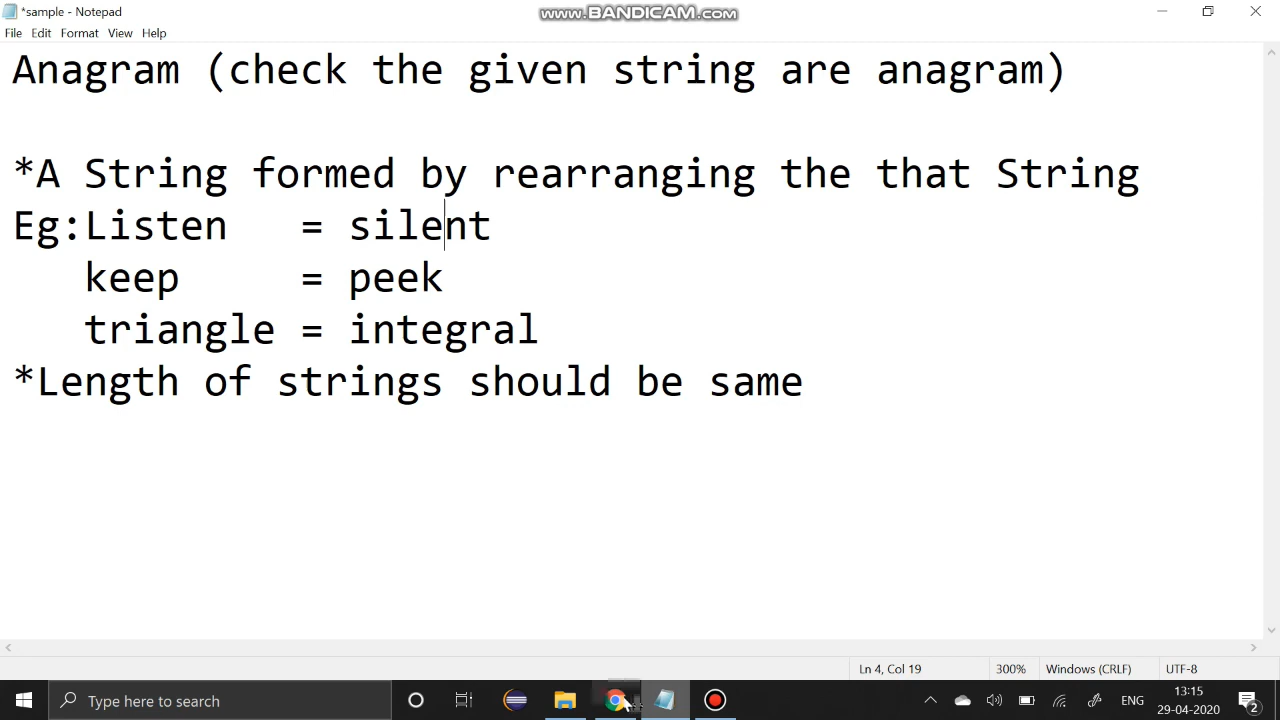 *sample - Notepad
www.BANDICAM.com
File Edit Format View Help
Anagram (check the given string are anagram)
*A String formed by rearranging the that String
Eg:Listen = silent
keep = peek
triangle = integral
*Length of strings should be same
Ln 4, Col 19 300% Windows (CRLF) UTF-8
Type here to search
ENG
13:15
29-04-2020
2